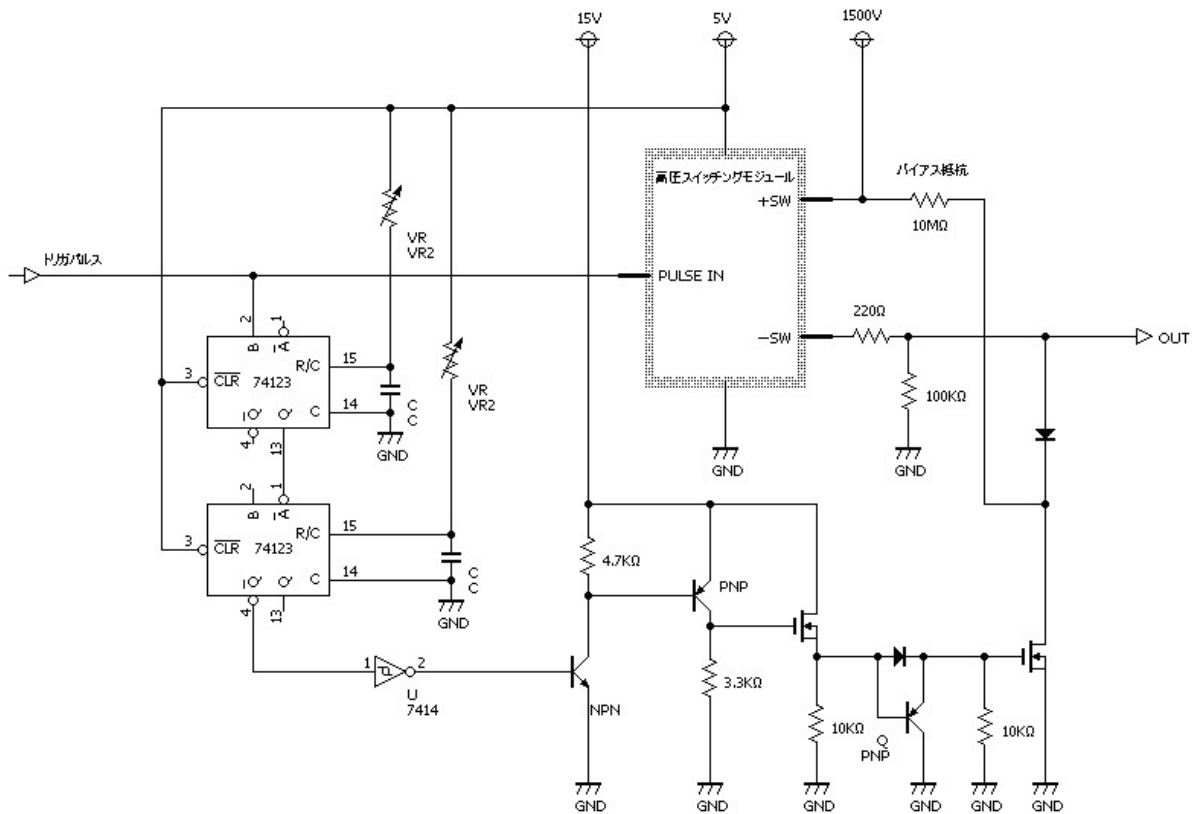 15V
5V
1500V
高圧スイッチングモジュール
バイアス抵抗
+SW
10MΩ
VR
VR2
トリガパルス
PULSE IN
220Ω
-SW
OUT
2
1
B
A
R/C
15
3
CLR
74123
VR
VR2
Q
Q
C
14
C
C
100KΩ
4
13
GND
GND
GND
2
1
B
A
R/C
15
3
CLR
74123
4.7KΩ
Q
Q
C
14
C
C
PNP
4
13
GND
1
2
U
7414
3.3KΩ
NPN
10KΩ
Q
PNP
10KΩ
GND
GND
GND
GND
GND
GND